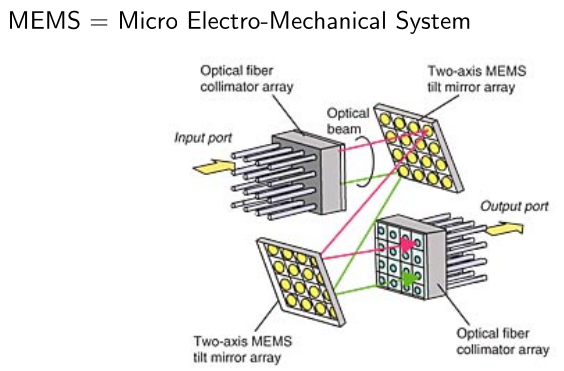 MEMS = Micro Electro-Mechanical System
Optical fiber
collimator array
Two-axis MEMS
tilt mirror array
Optical
beam
Input port
Output port
Two-axis MEMS
tilt mirror array
Optical fiber
collimator array